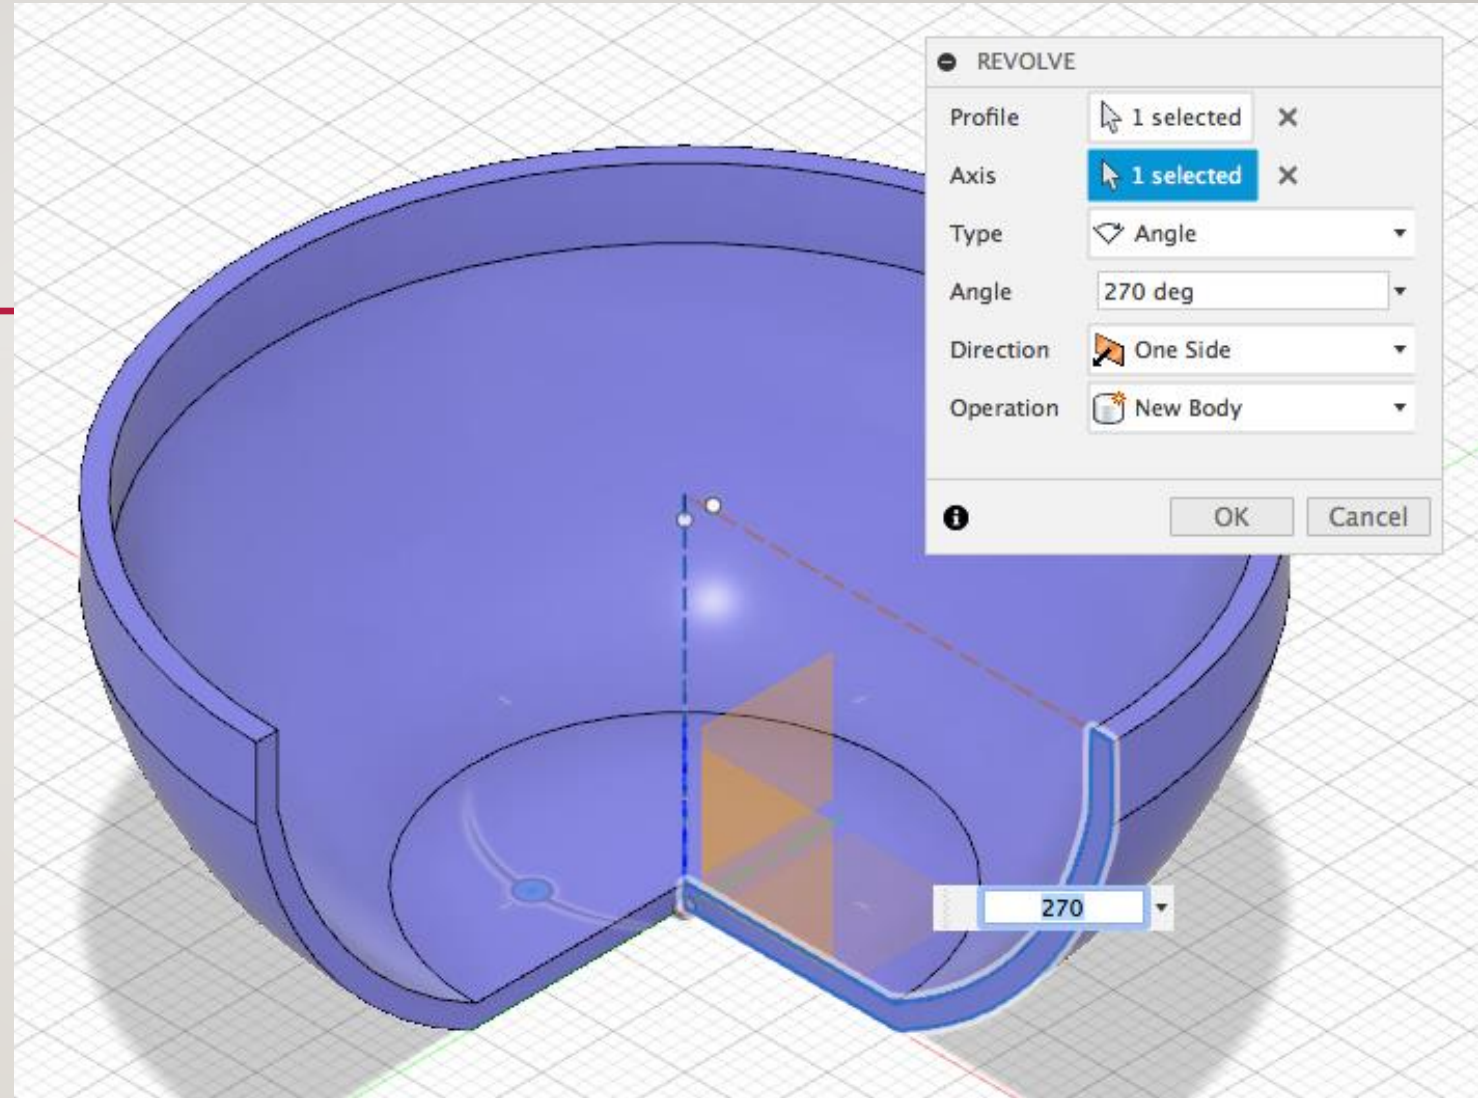 REVOLVE
Profile 1 selected
Axis 1 selected
Type Angle
Angle 270 deg
Direction One Side
Operation New Body
OK Cancel
270